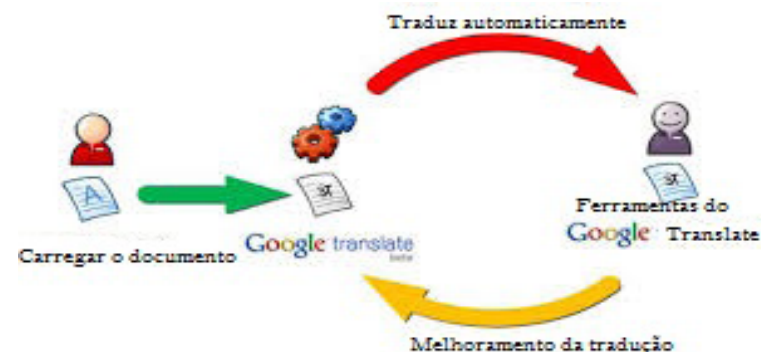 Traduz automaticamente
A
Carregar o documento
Google translate
beta
Ferramentas do
Google Translate
Melhoramento da tradução